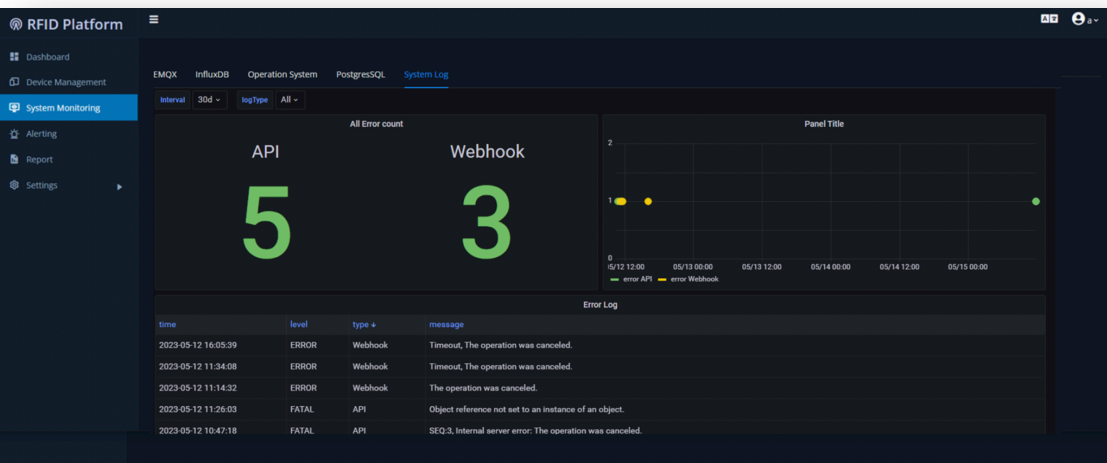 RFID Platform
a
Dashboard
Device Management
System Monitoring
Alerting
Report
Settings
EMQX InfluxDB Operation System PostgresSQL System Log
Interval 30d logType All
All Error count
API Webhook
5 3
Panel Title
2
1
0
05/12 12:00 05/13 00:00 05/13 12:00 05/14 00:00 05/14 12:00 05/15 00:00
error API error Webhook
Error Log
time level type message
2023-05-12 16:05:39 ERROR Webhook Timeout, The operation was canceled.
2023-05-12 11:34:08 ERROR Webhook Timeout, The operation was canceled.
2023-05-12 11:14:32 ERROR Webhook The operation was canceled.
2023-05-12 11:26:03 FATAL API Object reference not set to an instance of an object.
2023-05-12 10:47:18 FATAL API SEQ:3, Internal server error: The operation was canceled.